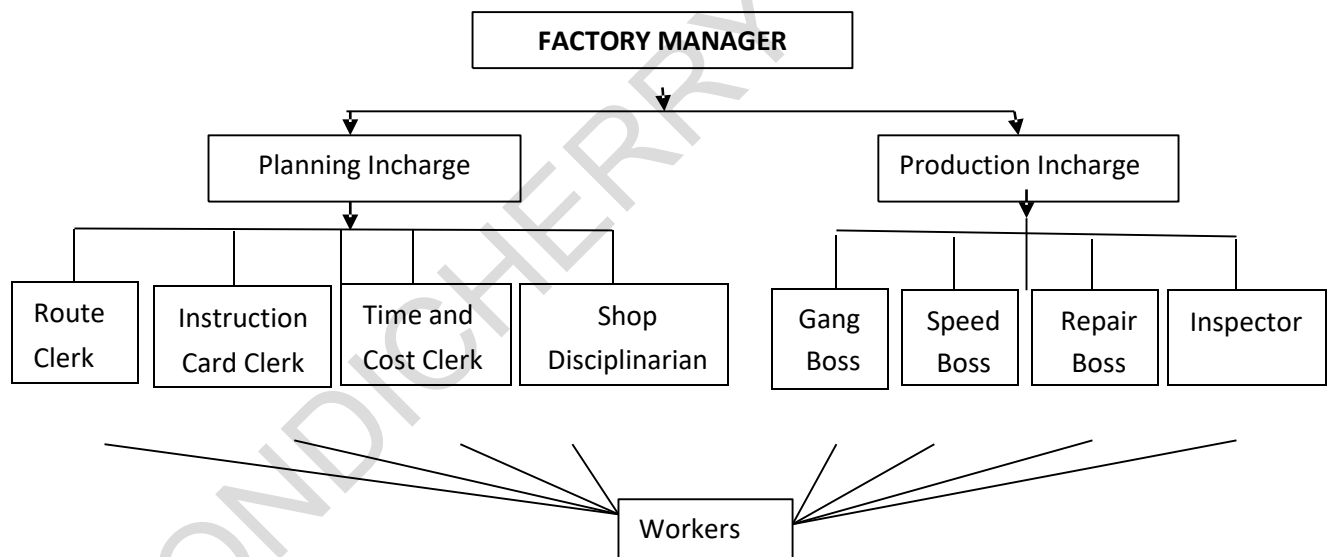 FACTORY MANAGER
Planning Incharge
Production Incharge
Route
Clerk
Instruction
Card Clerk
Time and
Cost Clerk
Shop
Disciplinarian
Gang
Boss
Speed
Boss
Repair
Boss
Inspector
Workers
ONDICHERRY